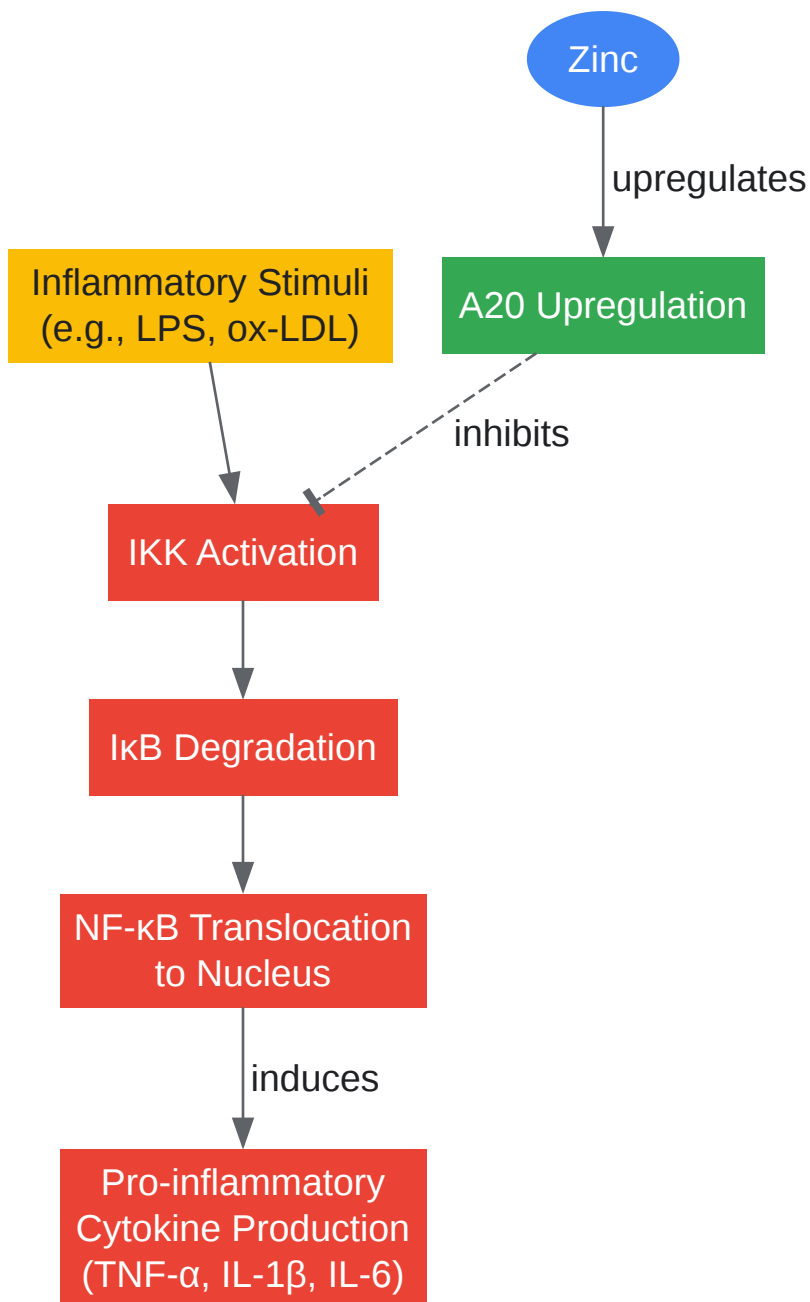 Zinc
upregulates
Inflammatory Stimuli
(e.g., LPS, ox-LDL)
A20 Upregulation
inhibits
IKK Activation
IκB Degradation
NF-κB Translocation
to Nucleus
induces
Pro-inflammatory
Cytokine Production
(TNF-α, IL-1β, IL-6)